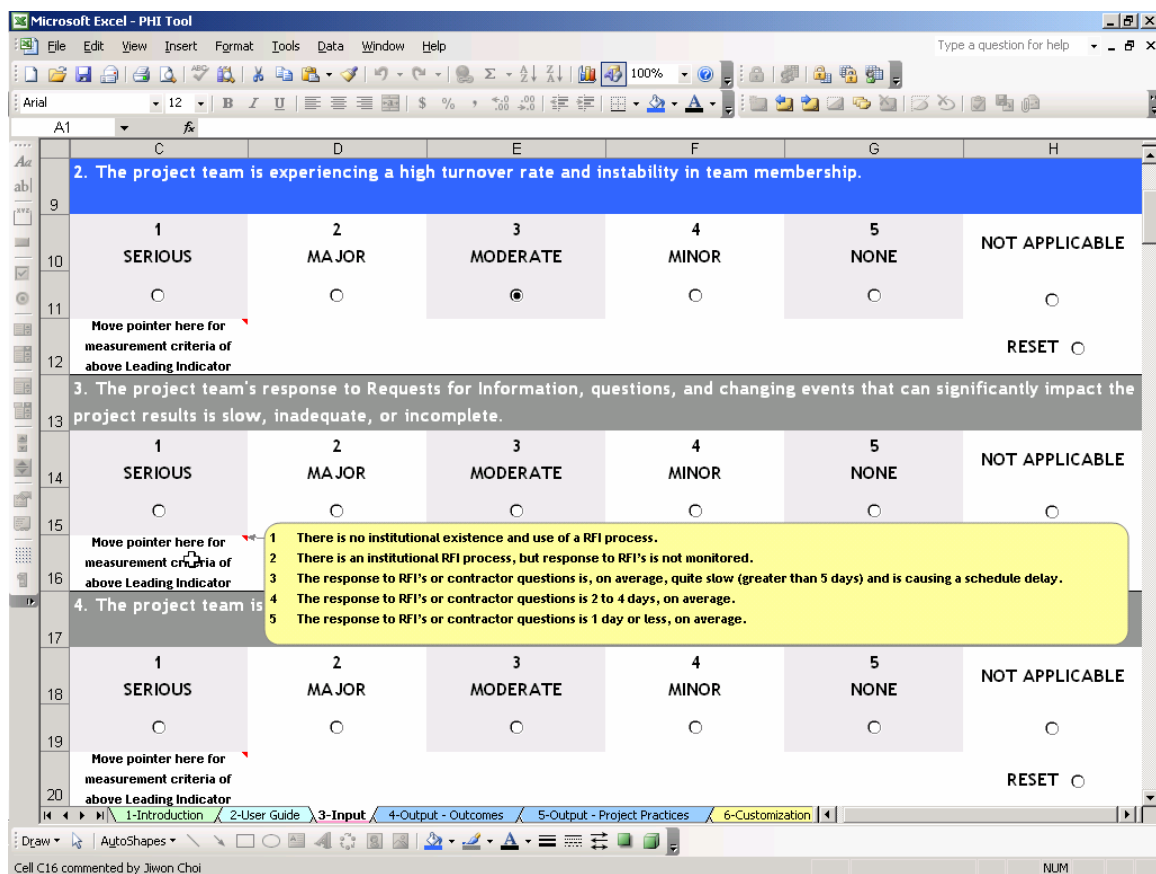 Microsoft Excel - PHI Tool
File Edit View Insert Format Tools Data Window Help Type a question for help
100%
Arial 12 B I U $ % ,
A1 fx
C D E F G H
2. The project team is experiencing a high turnover rate and instability in team membership.
9
1 2 3 4 5
NOT APPLICABLE
10 SERIOUS MAJOR MODERATE MINOR NONE
11
Move pointer here for
measurement criteria of
above Leading Indicator
12 RESET
3. The project team's response to Requests for Information, questions, and changing events that can significantly impact the
13 project results is slow, inadequate, or incomplete.
1 2 3 4 5
NOT APPLICABLE
14 SERIOUS MAJOR MODERATE MINOR NONE
15
Move pointer here for
measurement criteria of
above Leading Indicator
16
1 There is no institutional existence and use of a RFI process.
2 There is an institutional RFI process, but response to RFI's is not monitored.
3 The response to RFI's or contractor questions is, on average, quite slow (greater than 5 days) and is causing a schedule delay.
4 The response to RFI's or contractor questions is 2 to 4 days, on average.
5 The response to RFI's or contractor questions is 1 day or less, on average.
4. The project team is
17
1 2 3 4 5
NOT APPLICABLE
18 SERIOUS MAJOR MODERATE MINOR NONE
19
Move pointer here for
measurement criteria of
above Leading Indicator
20 RESET
1-Introduction 2-User Guide 3-Input 4-Output - Outcomes 5-Output - Project Practices 6-Customization
Draw AutoShapes
Cell C16 commented by Jiwon Choi NUM